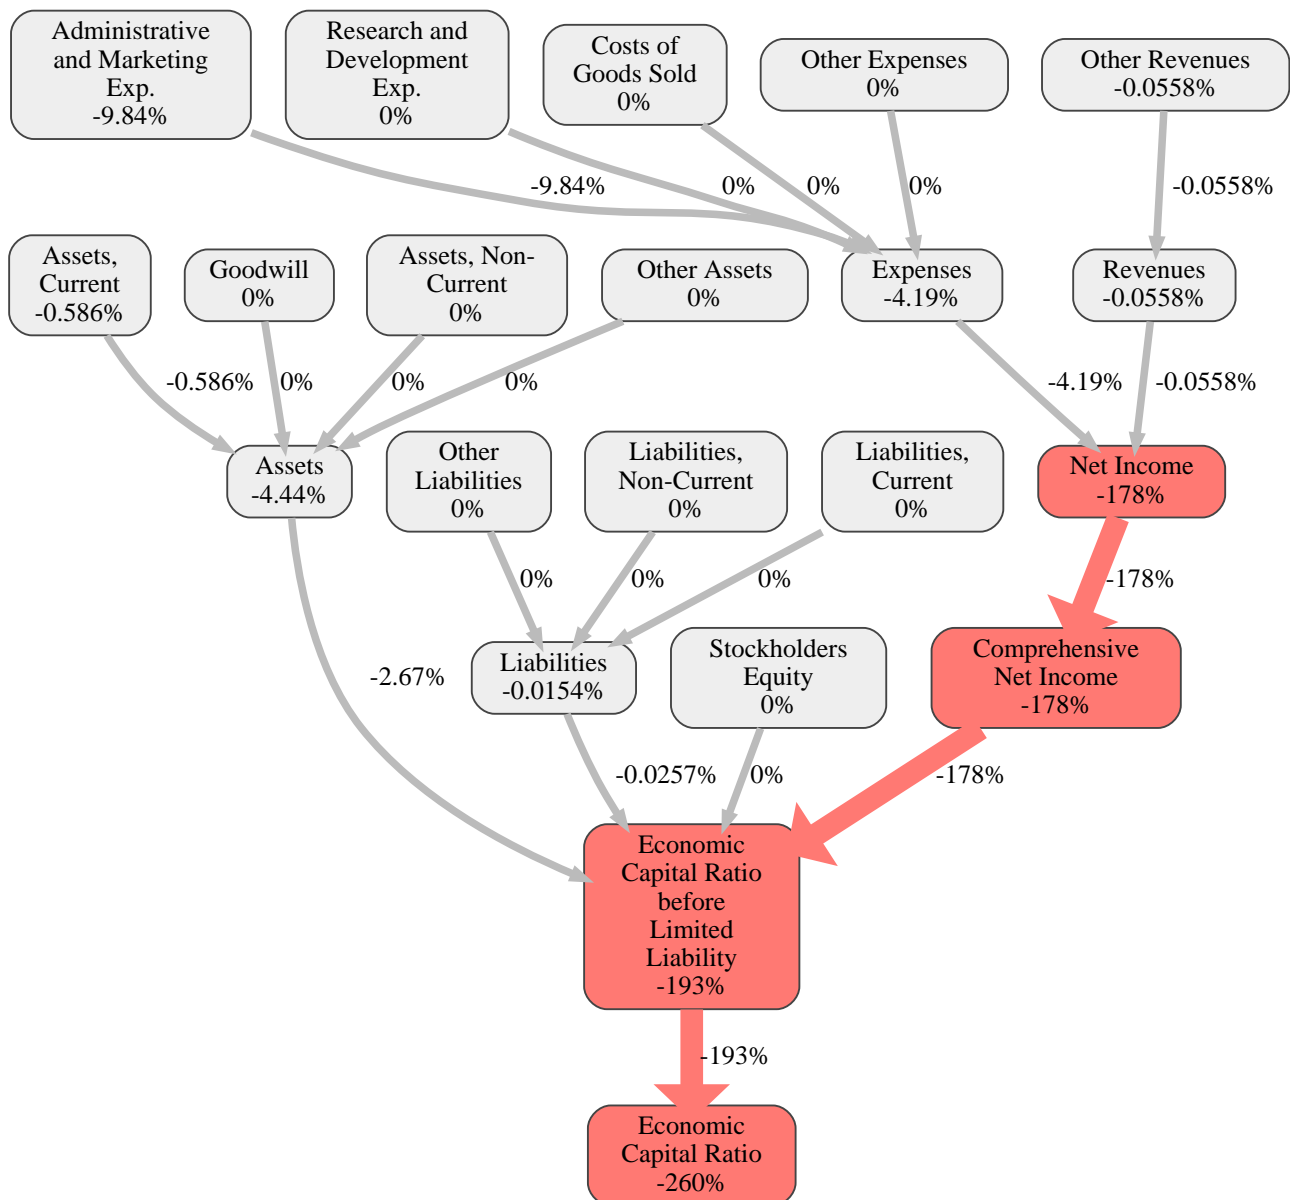 Administrative
and Marketing
Exp.
-9.84%
Research and
Development
Exp.
0%
Costs of
Goods Sold
0%
Other Expenses
0%
Other Revenues
-0.0558%
-9.84%
0%
0%
0%
-0.0558%
Assets,
Current
-0.586%
Goodwill
0%
Assets, Non-
Current
0%
Other Assets
0%
Expenses
-4.19%
Revenues
-0.0558%
-0.586%
0%
0%
0%
-4.19%
-0.0558%
Assets
-4.44%
Other
Liabilities
0%
Liabilities,
Non-Current
0%
Liabilities,
Current
0%
Net Income
-178%
0%
0%
0%
-178%
-2.67%
Liabilities
-0.0154%
Stockholders
Equity
0%
Comprehensive
Net Income
-178%
-0.0257%
0%
-178%
Economic
Capital Ratio
before
Limited
Liability
-193%
-193%
Economic
Capital Ratio
-260%